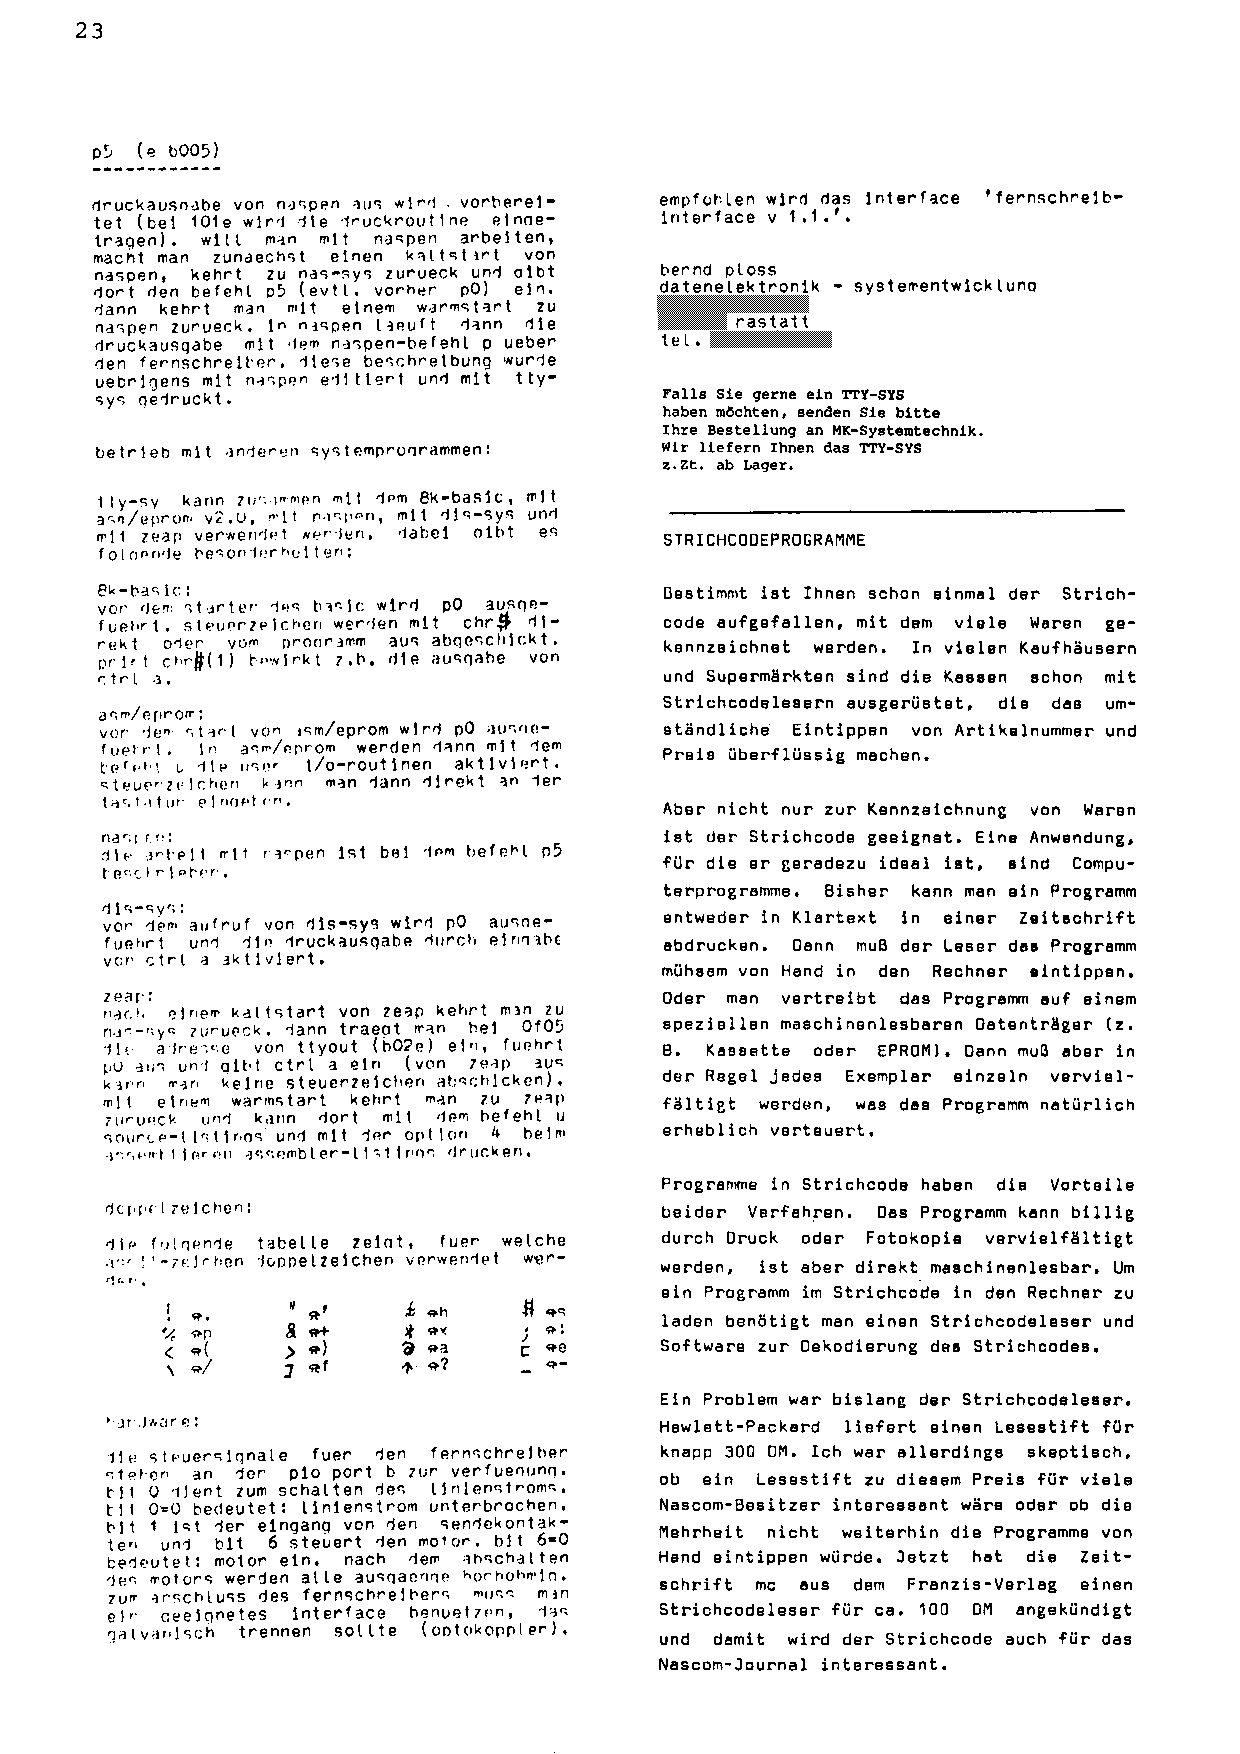 23
p5 (e b005)
------------
druckausgabe von naspen aus wird . vorberei-
tet (bei 101e wird die druckroutine einge-
tragen). will man mit naspen arbeiten,
macht man zunaechst einen kaltstart von
naspen, kehrt zu nas-sys zurueck und gibt
dort den befehl p5 (evtl. vorher p0) ein.
dann kehrt man mit einem warmstart zu
naspen zurueck. in naspen laeuft dann die
druckausgabe mit dem naspen-befehl p ueber
den fernschreiber. diese beschreibung wurde
uebrigens mit naspen editiert und mit tty-
sys gedruckt.
betrieb mit anderen systemprogrammen:
tty-sy kann zusammen mit dem 8k-basic, mit
asm/eprom v2.0, mit naspen, mit dis-sys und
mit zeap verwendet werden. dabei gibt es
folgende besonderheiten:
8k-basic:
vor dem starten des basic wird p0 ausge-
fuehrt. steuerzeichen werden mit chr$ di-
rekt oder vom programm aus abgeschickt.
print chr#(1) bewirkt z.b. die ausgabe von
ctrl a.
asm/eprom:
vor dem start von asm/eprom wird p0 ausge-
fuehrt. in asm/eprom werden dann mit dem
befehl u die user i/o-routinen aktiviert.
steuerzeichen kann man dann direkt an der
tastatur eingeben.
naspen:
die arbeit mit naspen ist bei dem befehl p5
beschrieben.
dis-sys:
vor dem aufruf von dis-sys wird p0 ausge-
fuehrt und die druckausgabe durch eingabe
von ctrl a aktiviert.
zeap:
nach einem kaltstart von zeap kehrt man zu
nas-sys zurueck. dann traegt man bei 0f05
die adresse von ttyout (b02e) ein, fuehrt
p0 aus und gibt ctrl a ein (von zeap aus
kann man keine steuerzeichen abschicken).
mit einem warmstart kehrt man zu zeap
zurueck und kann dort mit dem befehl u
source-listings und mit der option 4 beim
assemblieren assembler-listings drucken.
doppelzeichen:
die folgende tabelle zeigt, fuer welche
ascii-zeichen doppelzeichen verwendet wer-
den.
! @. " @' £ @h # @s
% @p & @+ * @x ; @:
< @( > @) @ @a [ @e
\ @/ ] @f ↑ @? _ @-
hardware:
die steuersignale fuer den fernschreiber
stehen an der pio port b zur verfuegung.
bit 0 dient zum schalten des linienstroms.
bit 0=0 bedeutet: linienstrom unterbrochen.
bit 1 ist der eingang von den sendekontak-
ten und bit 6 steuert den motor. bit 6=0
bedeutet: motor ein. nach dem abschalten
des motors werden alle ausgaenge hochohmig.
zum anschluss des fernschreibers muss man
ein geeignetes interface benuetzen, das
galvanisch trennen sollte (optokoppler).
empfohlen wird das interface 'fernschreib-
interface v 1.1.'.
bernd ploss
datenelektronik - systementwicklung
rastatt
tel.
Falls Sie gerne ein TTY-SYS
haben möchten, senden Sie bitte
Ihre Bestellung an MK-Systemtechnik.
Wir liefern Ihnen das TTY-SYS
z.Zt. ab Lager.
STRICHCODEPROGRAMME
Bestimmt ist Ihnen schon einmal der Strich-
code aufgefallen, mit dem viele Waren ge-
kennzeichnet werden. In vielen Kaufhäusern
und Supermärkten sind die Kassen schon mit
Strichcodelesern ausgerüstet, die das um-
ständliche Eintippen von Artikelnummer und
Preis überflüssig machen.
Aber nicht nur zur Kennzeichnung von Waren
ist der Strichcode geeignet. Eine Anwendung,
für die er geradezu ideal ist, sind Compu-
terprogramme. Bisher kann man ein Programm
entweder in Klartext in einer Zeitschrift
abdrucken. Dann muß der Leser das Programm
mühsam von Hand in den Rechner eintippen.
Oder man vertreibt das Programm auf einem
speziellen maschinenlesbaren Datenträger (z.
B. Kassette oder EPROM). Dann muß aber in
der Regel jedes Exemplar einzeln verviel-
fältigt werden, was das Programm natürlich
erheblich verteuert.
Programme in Strichcode haben die Vorteile
beider Verfahren. Das Programm kann billig
durch Druck oder Fotokopie vervielfältigt
werden, ist aber direkt maschinenlesbar. Um
ein Programm im Strichcode in den Rechner zu
laden benötigt man einen Strichcodeleser und
Software zur Dekodierung des Strichcodes.
Ein Problem war bislang der Strichcodeleser.
Hewlett-Packard liefert einen Lesestift für
knapp 300 DM. Ich war allerdings skeptisch,
ob ein Lesestift zu diesem Preis für viele
Nascom-Besitzer interessant wäre oder ob die
Mehrheit nicht weiterhin die Programme von
Hand eintippen würde. Jetzt hat die Zeit-
schrift mc aus dem Franzis-Verlag einen
Strichcodeleser für ca. 100 DM angekündigt
und damit wird der Strichcode auch für das
Nascom-Journal interessant.